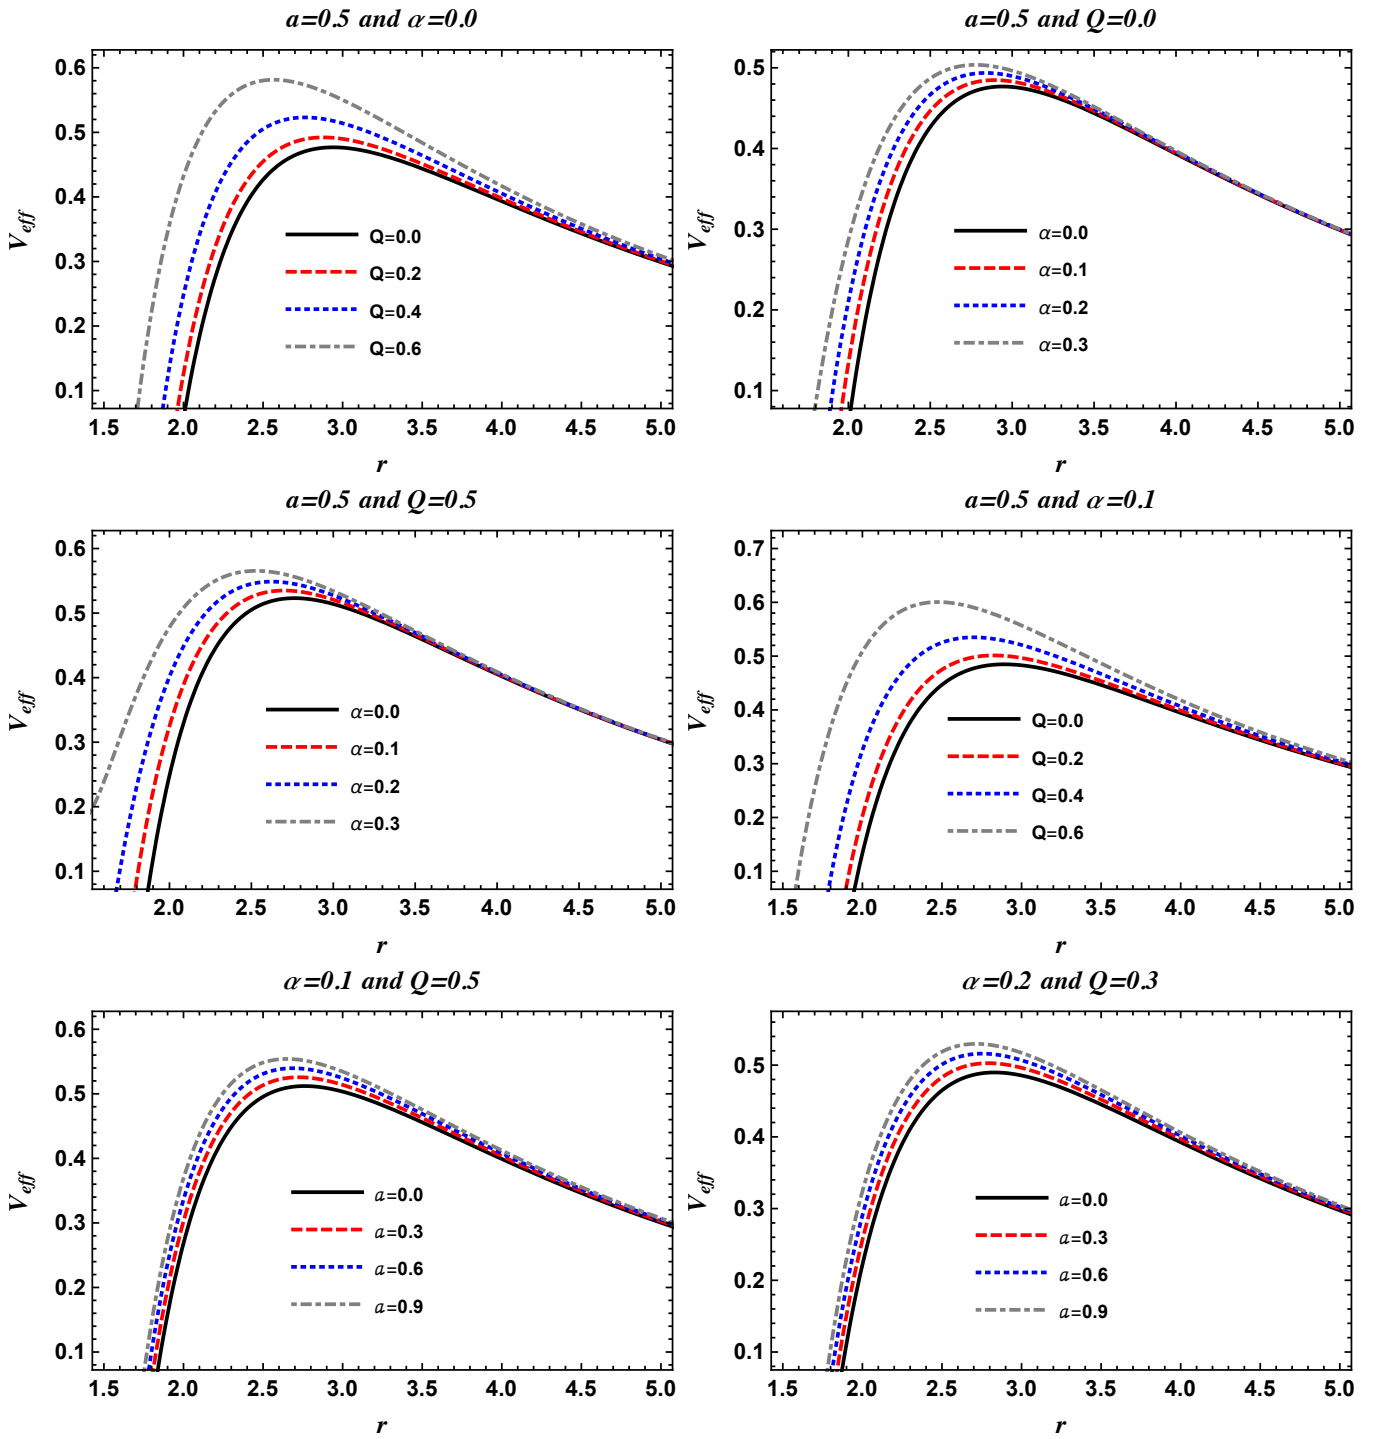 a=0.5 and α=0.0
0.6
0.5
0.4
0.3
0.2
0.1
V_eff
Q=0.0
Q=0.2
Q=0.4
Q=0.6
1.5 2.0 2.5 3.0 3.5 4.0 4.5 5.0
r
a=0.5 and Q=0.0
0.5
0.4
0.3
0.2
0.1
V_eff
α=0.0
α=0.1
α=0.2
α=0.3
2.0 2.5 3.0 3.5 4.0 4.5 5.0
r
a=0.5 and Q=0.5
0.6
0.5
0.4
0.3
0.2
0.1
V_eff
α=0.0
α=0.1
α=0.2
α=0.3
2.0 2.5 3.0 3.5 4.0 4.5 5.0
r
a=0.5 and α=0.1
0.7
0.6
0.5
0.4
0.3
0.2
0.1
V_eff
Q=0.0
Q=0.2
Q=0.4
Q=0.6
1.5 2.0 2.5 3.0 3.5 4.0 4.5 5.0
r
α=0.1 and Q=0.5
0.6
0.5
0.4
0.3
0.2
0.1
V_eff
a=0.0
a=0.3
a=0.6
a=0.9
1.5 2.0 2.5 3.0 3.5 4.0 4.5 5.0
r
α=0.2 and Q=0.3
0.5
0.4
0.3
0.2
0.1
V_eff
a=0.0
a=0.3
a=0.6
a=0.9
1.5 2.0 2.5 3.0 3.5 4.0 4.5 5.0
r